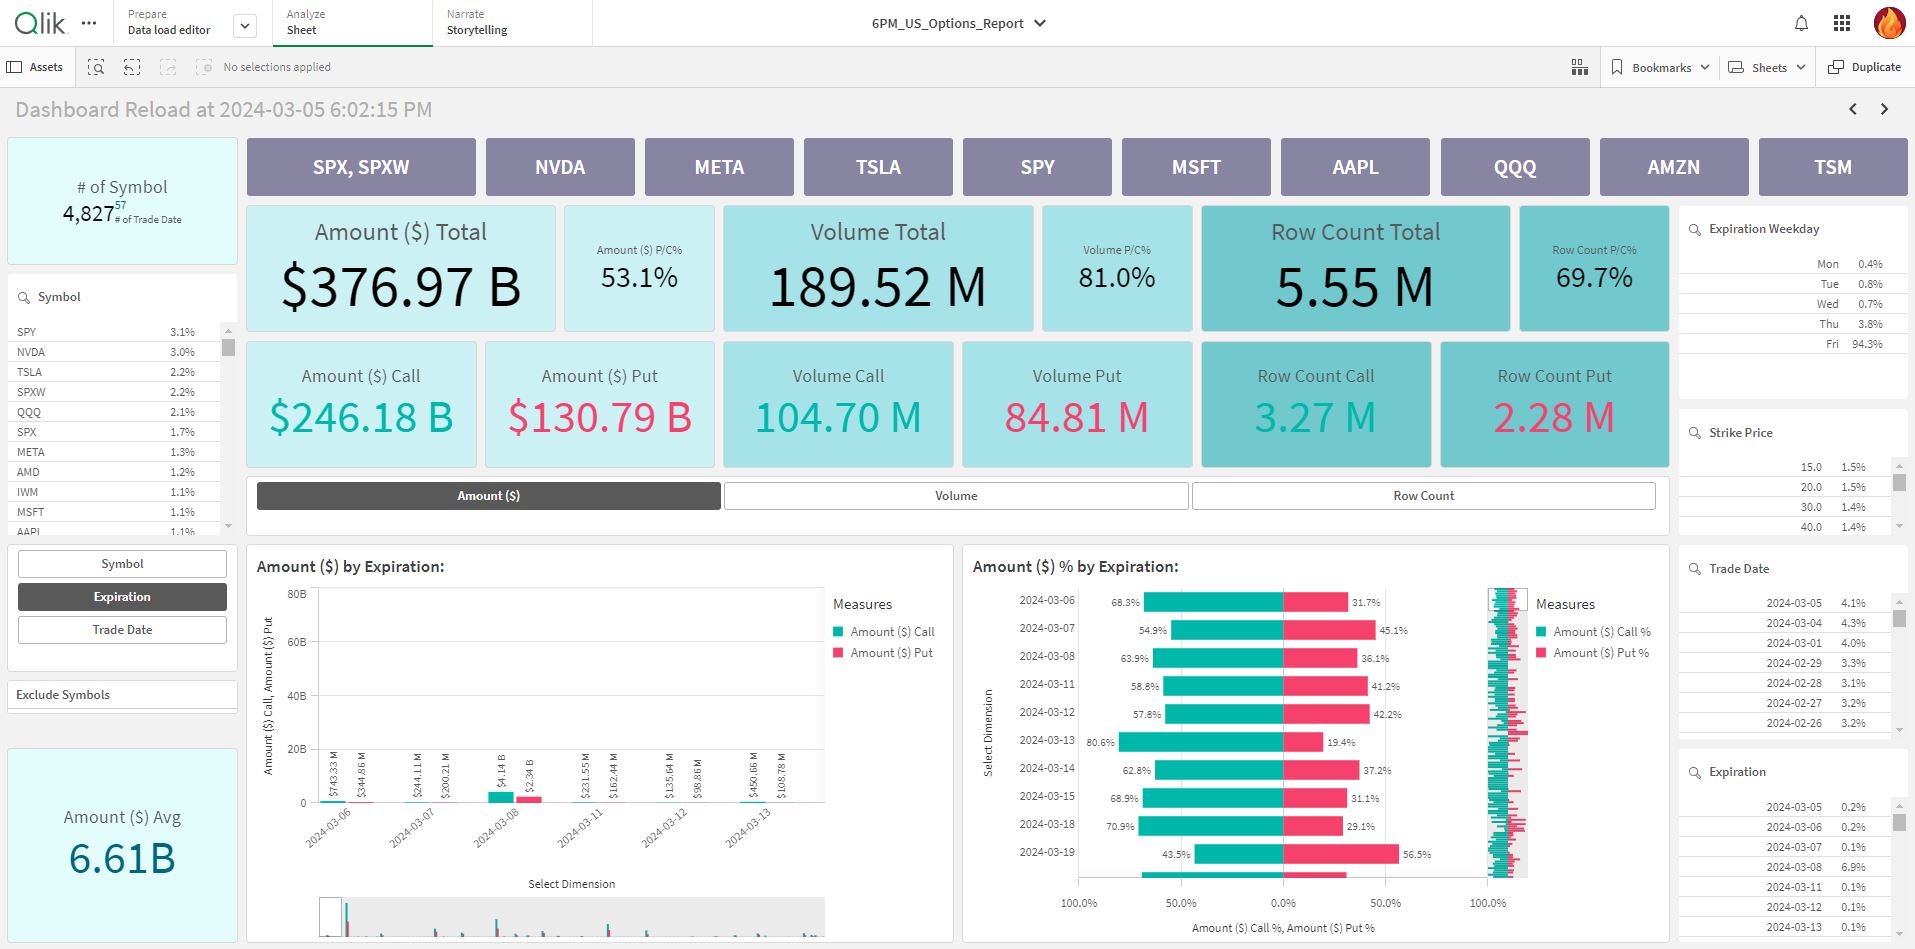 Qlik
Prepare
Data load editor
Analyze
Sheet
Narrate
Storytelling
6PM_US_Options_Report
Assets
No selections applied
Bookmarks
Sheets
Duplicate
Dashboard Reload at 2024-03-05 6:02:15 PM
# of Symbol
4,827
57
# of Trade Date
SPX, SPXW
NVDA
META
TSLA
SPY
MSFT
AAPL
QQQ
AMZN
TSM
Amount ($) Total
$376.97 B
Amount ($) P/C%
53.1%
Volume Total
189.52 M
Volume P/C%
81.0%
Row Count Total
5.55 M
Row Count P/C%
69.7%
Expiration Weekday
Mon 0.4%
Tue 0.8%
Wed 0.7%
Thu 3.8%
Fri 94.3%
Symbol
SPY 3.1%
NVDA 3.0%
TSLA 2.2%
SPXW 2.2%
QQQ 2.1%
SPX 1.7%
META 1.3%
AMD 1.2%
IWM 1.1%
MSFT 1.1%
AAPL 1.1%
Amount ($) Call
$246.18 B
Amount ($) Put
$130.79 B
Volume Call
104.70 M
Volume Put
84.81 M
Row Count Call
3.27 M
Row Count Put
2.28 M
Strike Price
15.0 1.5%
20.0 1.5%
30.0 1.4%
40.0 1.4%
Amount ($)
Volume
Row Count
Symbol
Expiration
Trade Date
Exclude Symbols
Amount ($) Avg
6.61B
Amount ($) by Expiration:
Amount ($) Call, Amount ($) Put
80B
60B
40B
20B
0
$743.33 M
$344.86 M
$244.11 M
$200.21 M
$4.14 B
$2.34 B
$231.55 M
$162.44 M
$135.64 M
$98.86 M
$450.66 M
$108.78 M
2024-03-06
2024-03-07
2024-03-08
2024-03-11
2024-03-12
2024-03-13
Select Dimension
Measures
Amount ($) Call
Amount ($) Put
Amount ($) % by Expiration:
Select Dimension
2024-03-06 68.3% 31.7%
2024-03-07 54.9% 45.1%
2024-03-08 63.9% 36.1%
2024-03-11 58.8% 41.2%
2024-03-12 57.8% 42.2%
2024-03-13 80.6% 19.4%
2024-03-14 62.8% 37.2%
2024-03-15 68.9% 31.1%
2024-03-18 70.9% 29.1%
2024-03-19 43.5% 56.5%
100.0% 50.0% 0.0% 50.0% 100.0%
Amount ($) Call %, Amount ($) Put %
Measures
Amount ($) Call %
Amount ($) Put %
Trade Date
2024-03-05 4.1%
2024-03-04 4.3%
2024-03-01 4.0%
2024-02-29 3.3%
2024-02-28 3.1%
2024-02-27 3.2%
2024-02-26 3.2%
Expiration
2024-03-05 0.2%
2024-03-06 0.2%
2024-03-07 0.1%
2024-03-08 6.9%
2024-03-11 0.1%
2024-03-12 0.1%
2024-03-13 0.1%